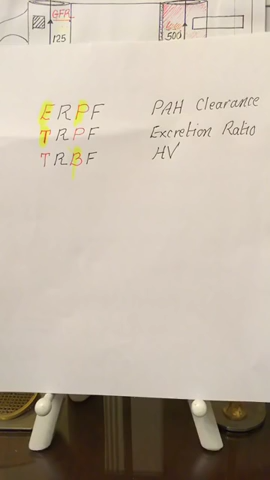 GFR
125
500
ERPF PAH Clearance
TRPF Excretion Ratio
TRBF HV